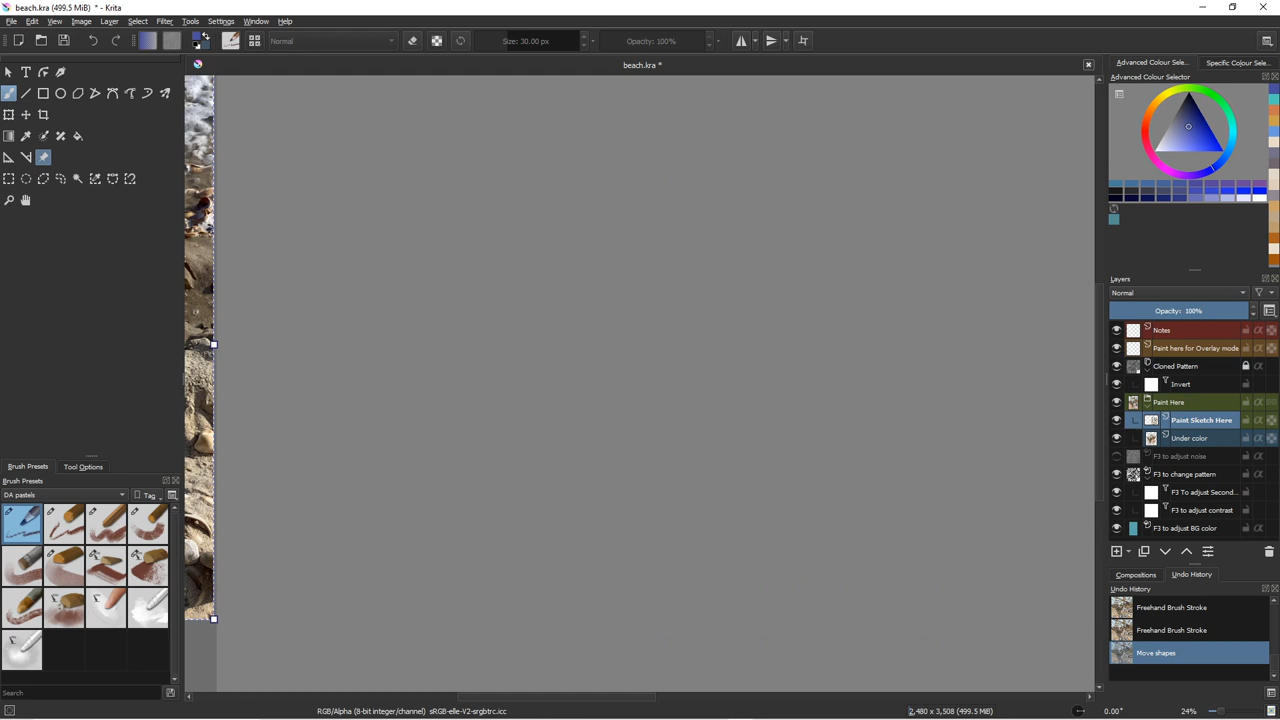 beach.kra (499.5 MiB) * - Krita
File Edit View Image Layer Select Filter Tools Settings Window Help
Normal
Size: 30.00 px
Opacity: 100%
beach.kra *
Advanced Colour Sele...
Specific Colour Sele...
Advanced Colour Selector
Layers
Normal
Opacity: 100%
Notes
Paint here for Overlay mode
Cloned Pattern
Invert
Paint Here
Paint Sketch Here
Under color
F3 to adjust noise
F3 to change pattern
F3 To adjust Second...
F3 to adjust contrast
F3 to adjust BG color
Compositions
Undo History
Undo History
Freehand Brush Stroke
Freehand Brush Stroke
Move shapes
Brush Presets
Tool Options
Brush Presets
DA pastels
Tag
Search
RGB/Alpha (8-bit integer/channel) sRGB-elle-V2-srgbtrc.icc
2,480 x 3,508 (499.5 MiB)
0.00°
24%